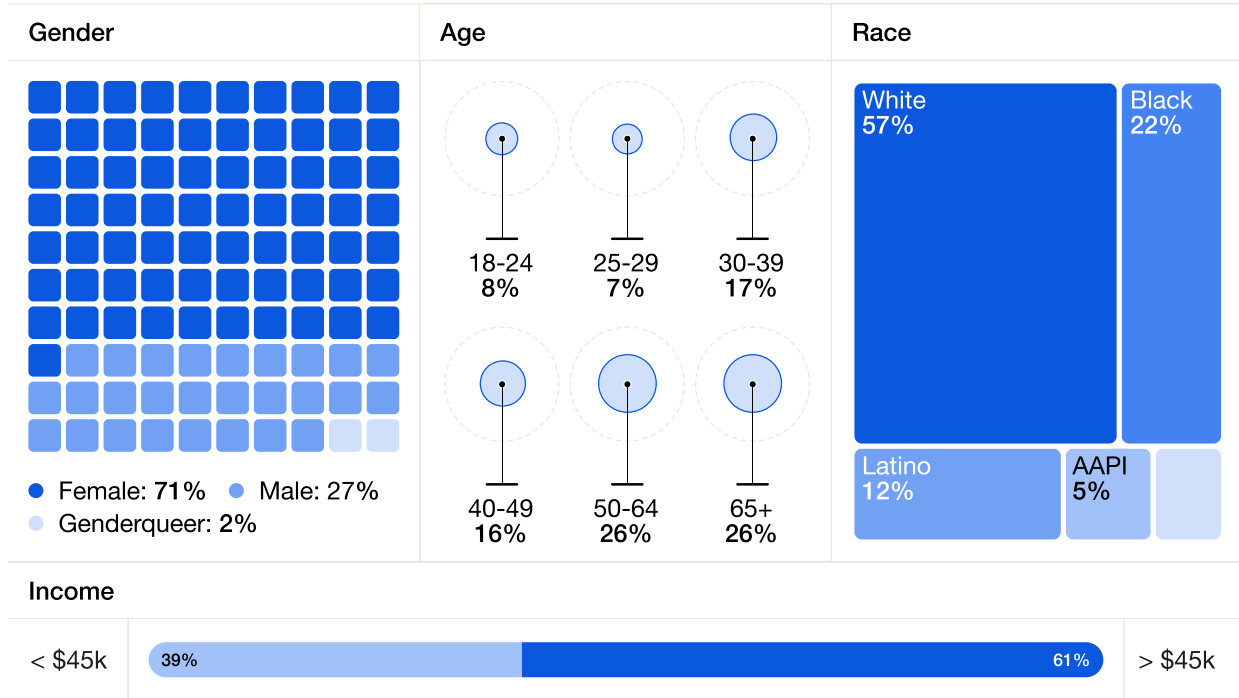 Gender
Age
Race
18-24
8%
25-29
7%
30-39
17%
40-49
16%
50-64
26%
65+
26%
White
57%
Black
22%
Latino
12%
AAPI
5%
Female: 71%
Male: 27%
Genderqueer: 2%
Income
< $45k
39%
61%
> $45k